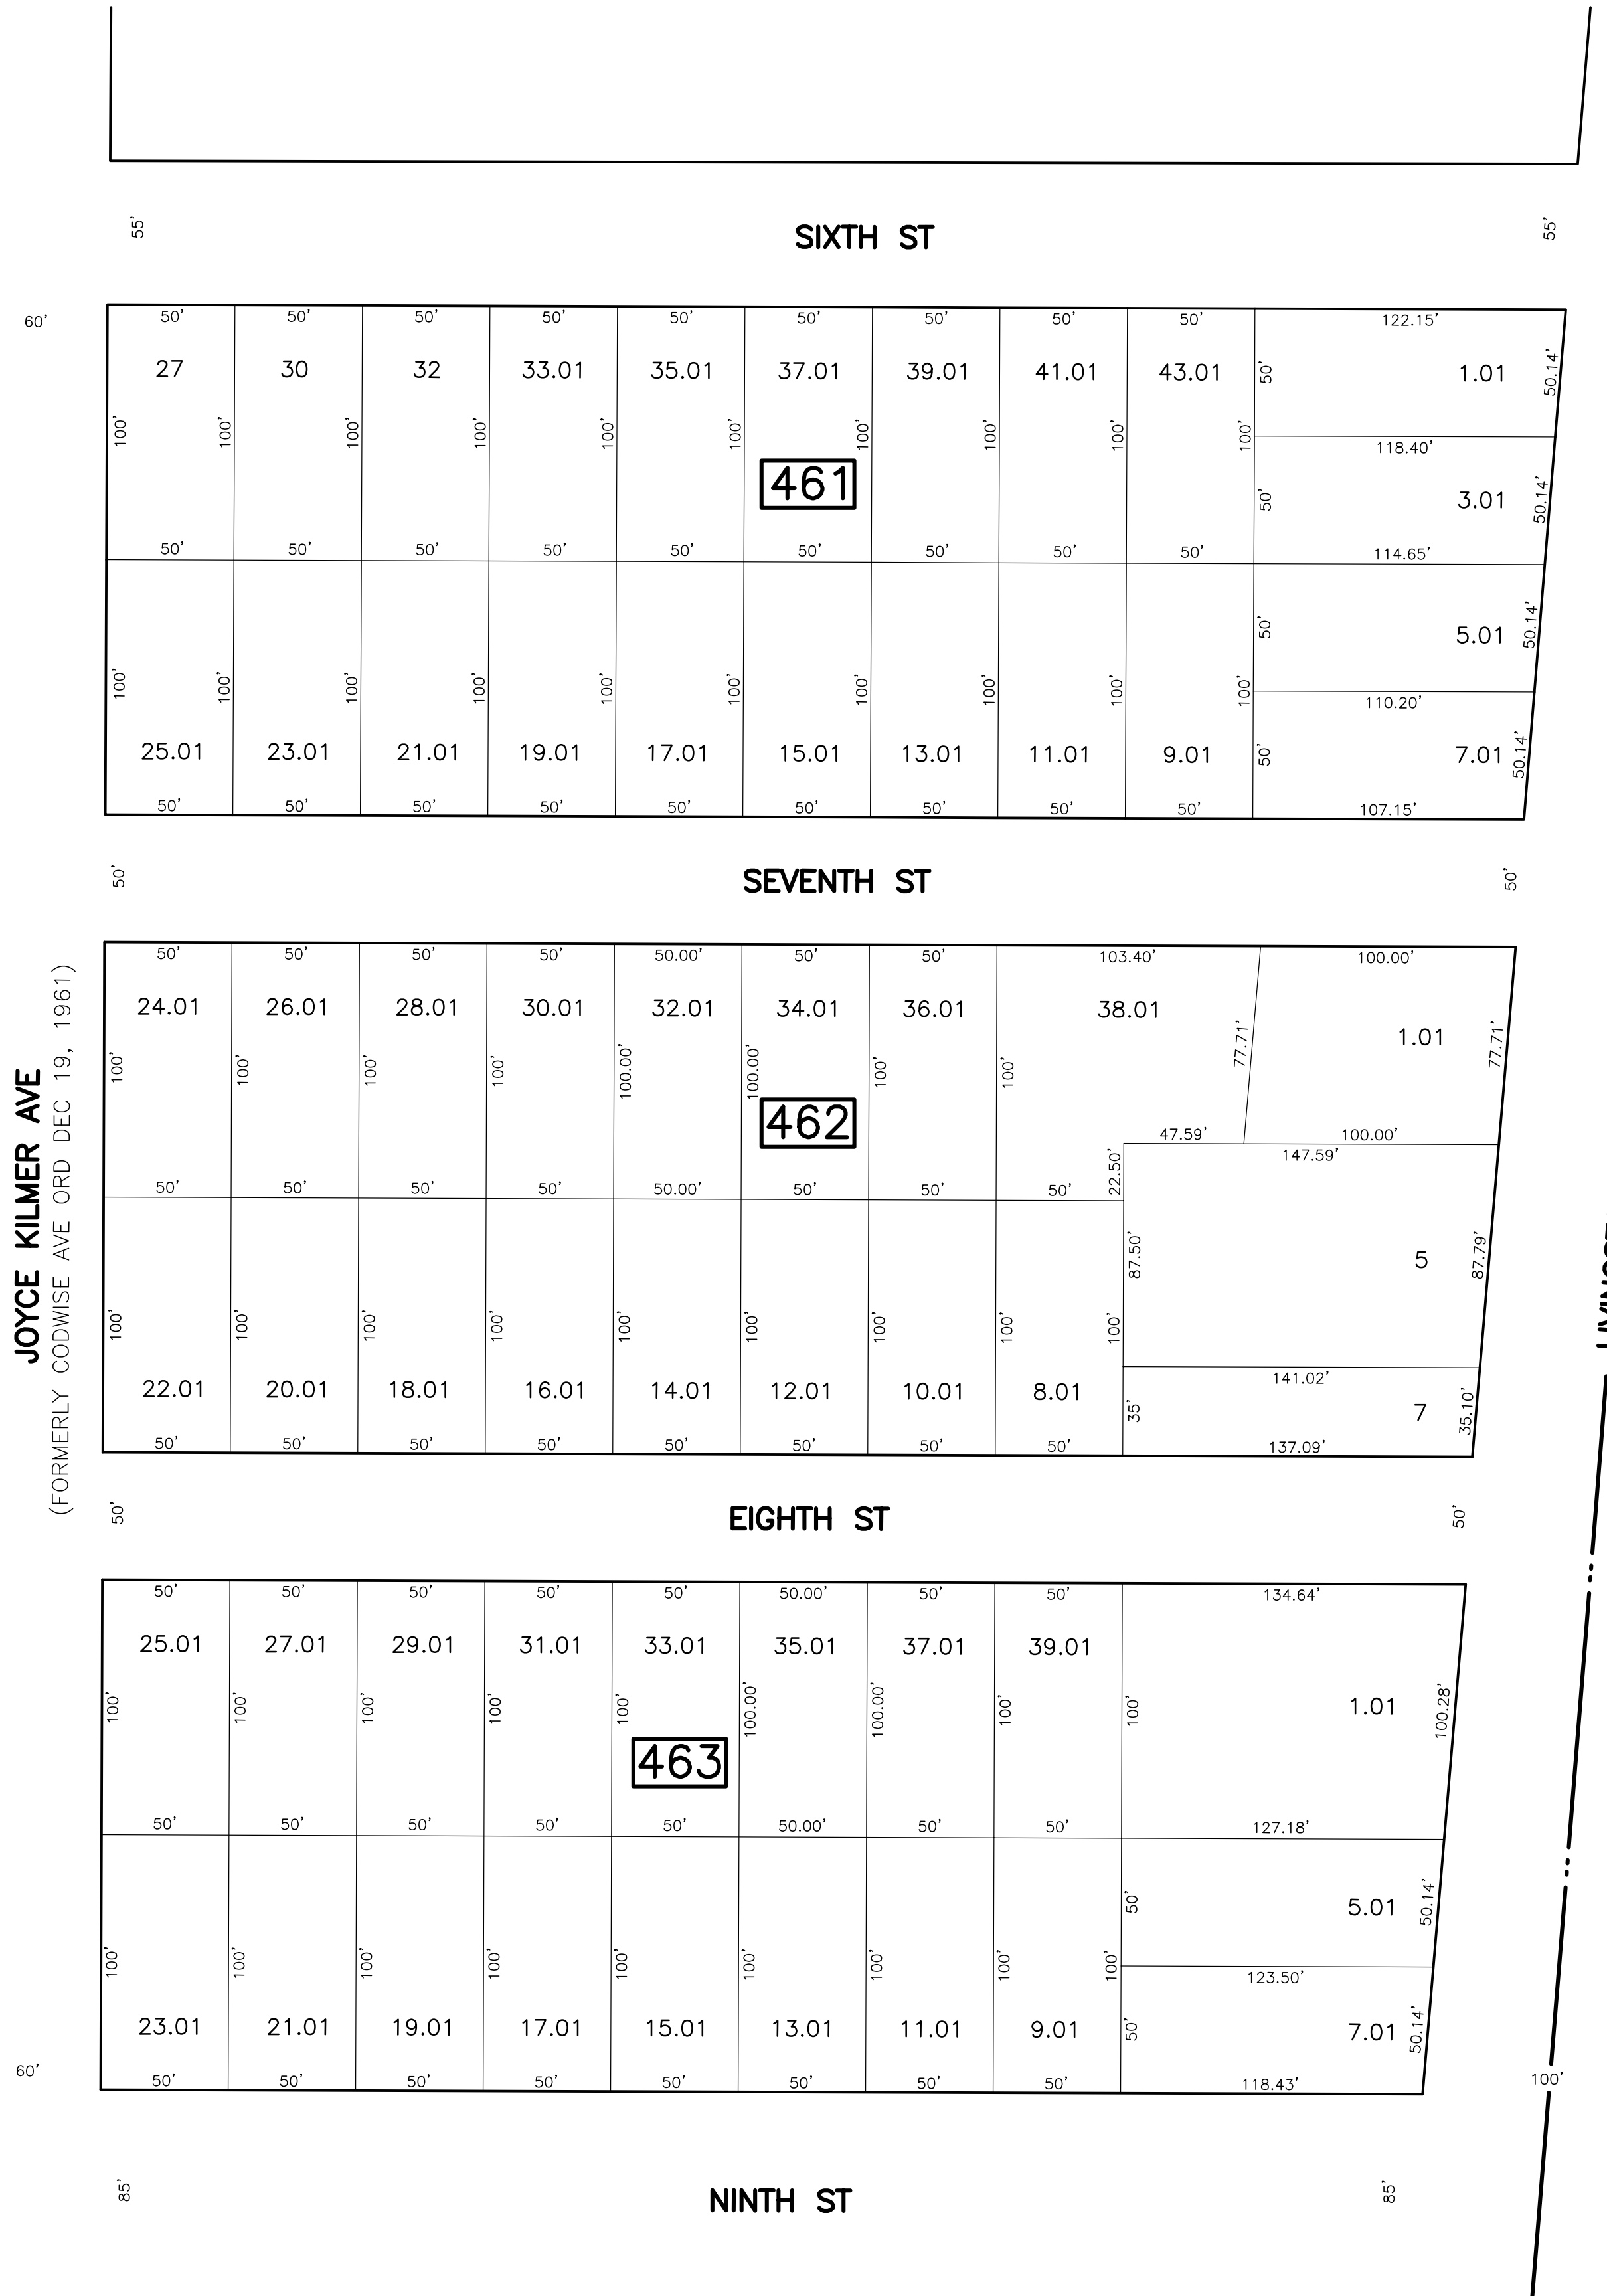 55' SIXTH ST 55'
60'
50' 50' 50' 50' 50' 50' 50' 50' 50' 122.15'
27 30 32 33.01 35.01 37.01 39.01 41.01 43.01 50' 1.01 50.14'
100' 100' 100' 100' 100' 100' 100' 100' 100' 100'
118.40'
461
50' 3.01 50.14'
50' 50' 50' 50' 50' 50' 50' 50' 50' 114.65'
50' 5.01 50.14'
100' 100' 100' 100' 100' 100' 100' 100' 100' 100'
110.20'
25.01 23.01 21.01 19.01 17.01 15.01 13.01 11.01 9.01 50' 7.01 50.14'
50' 50' 50' 50' 50' 50' 50' 50' 50' 107.15'
50' SEVENTH ST 50'
JOYCE KILMER AVE
(FORMERLY CODWISE AVE ORD DEC 19, 1961)
50' 50' 50' 50' 50.00' 50' 50' 103.40' 100.00'
24.01 26.01 28.01 30.01 32.01 34.01 36.01 38.01 1.01
100' 100' 100' 100' 100.00' 100.00' 100' 100' 77.71' 77.71'
462
47.59' 100.00'
147.59'
50' 50' 50' 50' 50.00' 50' 50' 50' 22.50'
87.50' 5 87.79'
100' 100' 100' 100' 100' 100' 100' 100' 100'
141.02'
22.01 20.01 18.01 16.01 14.01 12.01 10.01 8.01 35' 7 35.10'
50' 50' 50' 50' 50' 50' 50' 50' 137.09'
50' EIGHTH ST 50'
50' 50' 50' 50' 50' 50.00' 50' 50' 134.64'
25.01 27.01 29.01 31.01 33.01 35.01 37.01 39.01
100' 100' 100' 100' 100' 100.00' 100.00' 100' 100' 1.01 100.28'
463
50' 50' 50' 50' 50' 50.00' 50' 50' 127.18'
50' 5.01 50.14'
100' 100' 100' 100' 100' 100' 100' 100' 100'
123.50'
23.01 21.01 19.01 17.01 15.01 13.01 11.01 9.01 50' 7.01 50.14'
60'
50' 50' 50' 50' 50' 50' 50' 50' 118.43'
100'
85' NINTH ST 85'